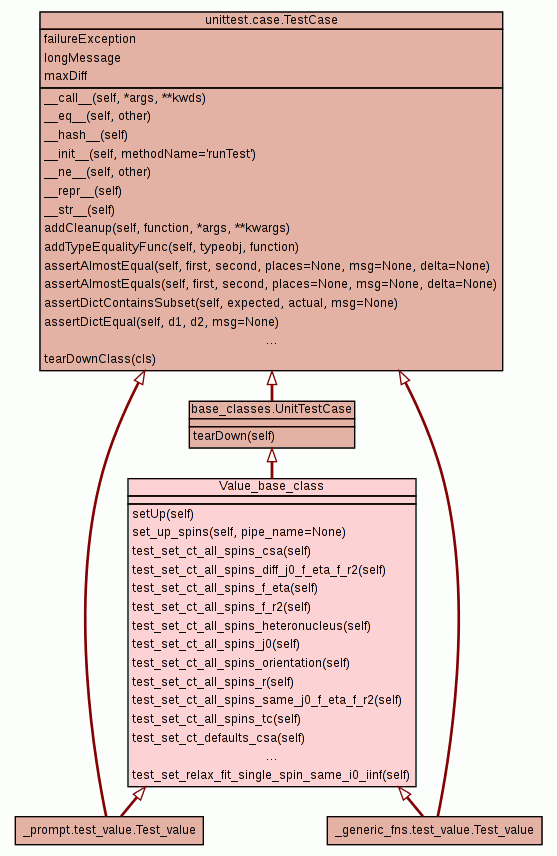 unittest.case.TestCase
failureException
longMessage
maxDiff
__call__(self, *args, **kwds)
__eq__(self, other)
__hash__(self)
__init__(self, methodName='runTest')
__ne__(self, other)
__repr__(self)
__str__(self)
addCleanup(self, function, *args, **kwargs)
addTypeEqualityFunc(self, typeobj, function)
assertAlmostEqual(self, first, second, places=None, msg=None, delta=None)
assertAlmostEquals(self, first, second, places=None, msg=None, delta=None)
assertDictContainsSubset(self, expected, actual, msg=None)
assertDictEqual(self, d1, d2, msg=None)
...
tearDownClass(cls)
base_classes.UnitTestCase
tearDown(self)
Value_base_class
setUp(self)
set_up_spins(self, pipe_name=None)
test_set_ct_all_spins_csa(self)
test_set_ct_all_spins_diff_j0_f_eta_f_r2(self)
test_set_ct_all_spins_f_eta(self)
test_set_ct_all_spins_f_r2(self)
test_set_ct_all_spins_heteronucleus(self)
test_set_ct_all_spins_j0(self)
test_set_ct_all_spins_orientation(self)
test_set_ct_all_spins_r(self)
test_set_ct_all_spins_same_j0_f_eta_f_r2(self)
test_set_ct_all_spins_tc(self)
test_set_ct_defaults_csa(self)
...
test_set_relax_fit_single_spin_same_i0_iinf(self)
_prompt.test_value.Test_value
_generic_fns.test_value.Test_value